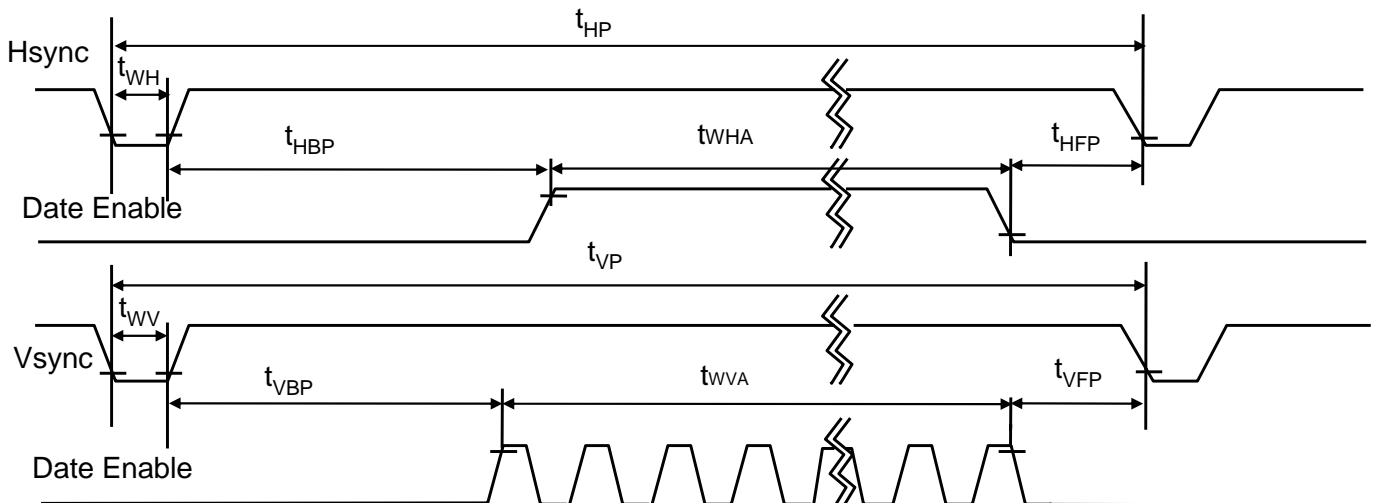 tHP
Hsync
tWH
tHBP
tWHA
tHFP
Date Enable
tVP
tWV
Vsync
tVBP
tWVA
tVFP
Date Enable